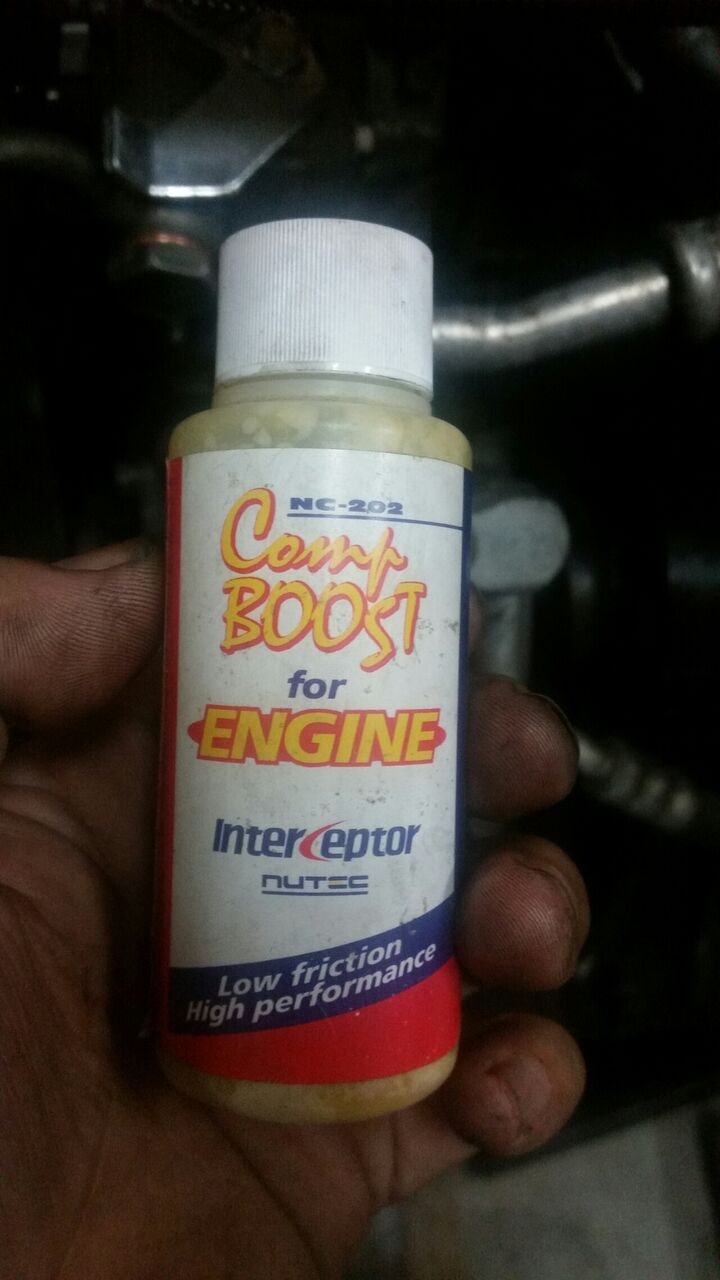 NC-202
Comp
BOOST
for
ENGINE
Interceptor
NUTEC
Low friction
High performance